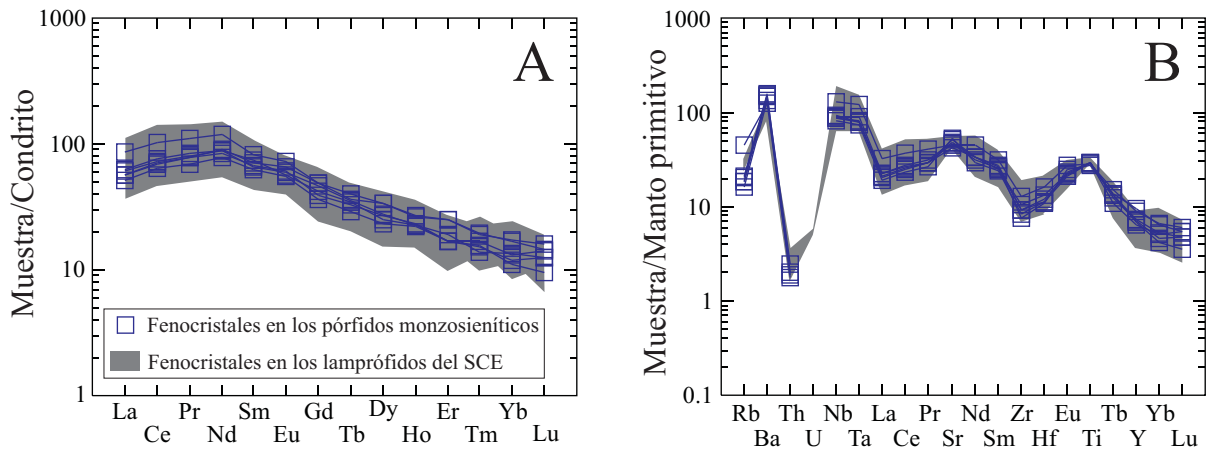 A
Muestra/Condrito
1000
100
10
1
Fenocristales en los pórfidos monzosieníticos
Fenocristales en los lamprófidos del SCE
La Pr Sm Gd Dy Er Yb
Ce Nd Eu Tb Ho Tm Lu
B
Muestra/Manto primitivo
1000
100
10
1
0.1
Rb Th Nb La Pr Nd Zr Eu Tb Yb
Ba U Ta Ce Sr Sm Hf Ti Y Lu